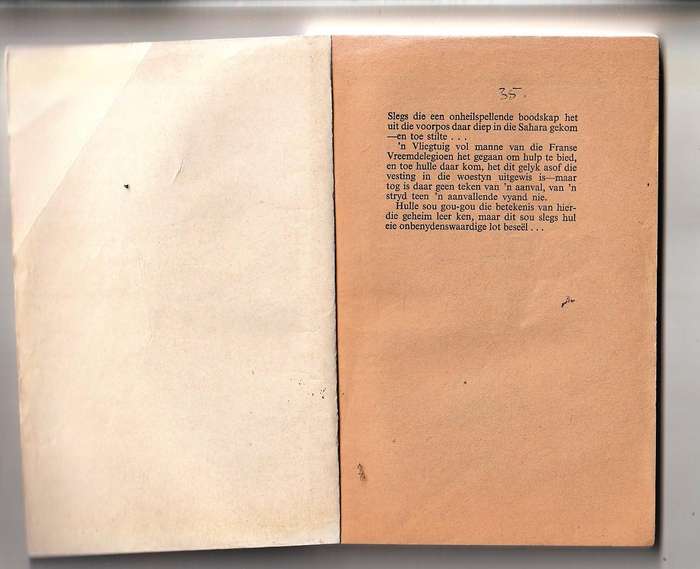 35.
Slegs die een onheilspellende boodskap het
uit die voorpos daar diep in die Sahara gekom
—en toe stilte . . .
'n Vliegtuig vol manne van die Franse
Vreemdelegioen het gegaan om hulp te bied,
en toe hulle daar kom, het dit gelyk asof die
vesting in die woestyn uitgewis is—maar
tog is daar geen teken van 'n aanval, van 'n
stryd teen 'n aanvallende vyand nie.
Hulle sou gou-gou die betekenis van hier-
die geheim leer ken, maar dit sou slegs hul
eie onbenydenswaardige lot beseël . . .